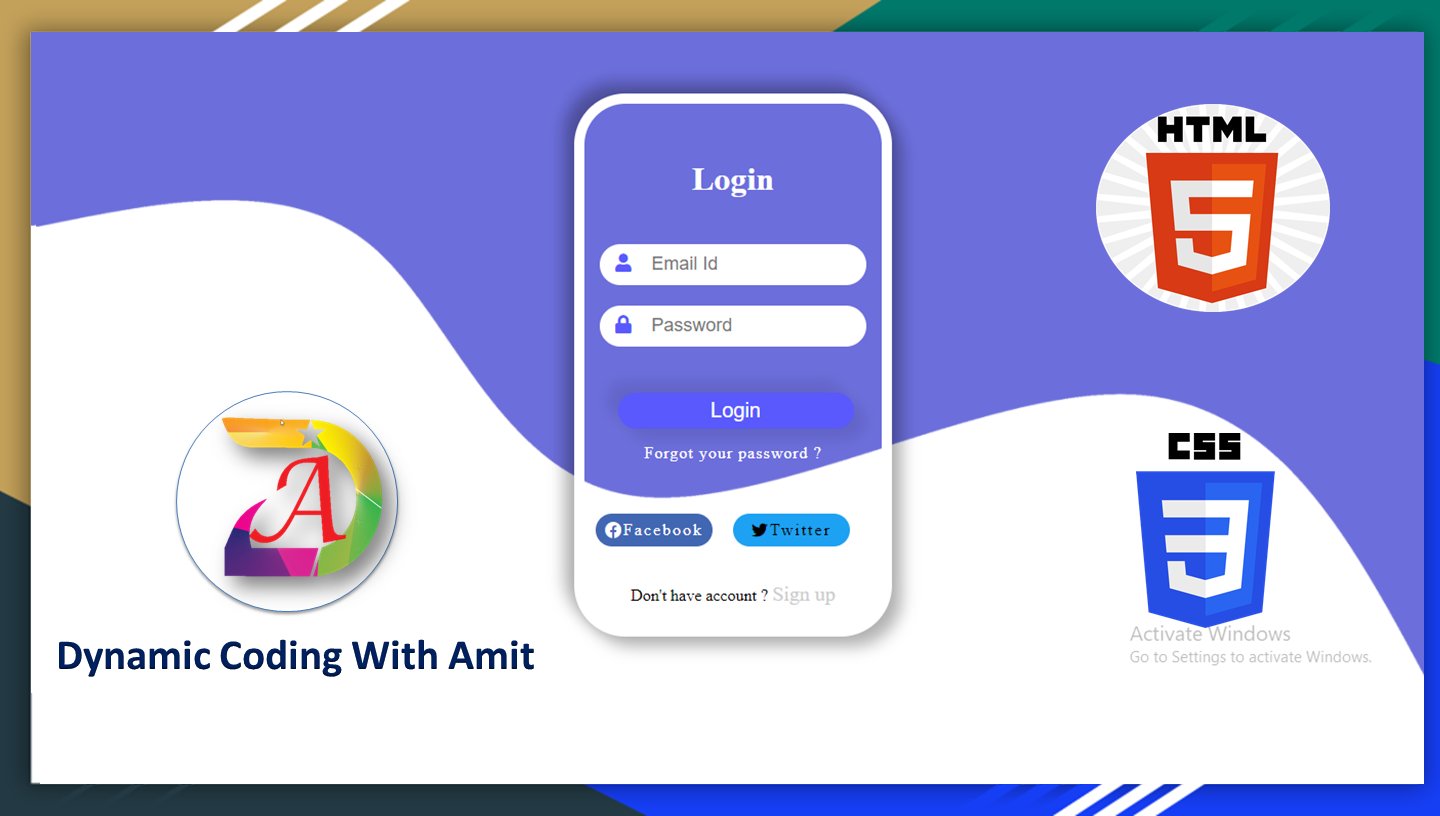 HTML
5
Login
Email Id
Password
Login
Forgot your password ?
Facebook
Twitter
Don't have account ? Sign up
A
Dynamic Coding With Amit
CSS
3
Activate Windows
Go to Settings to activate Windows.